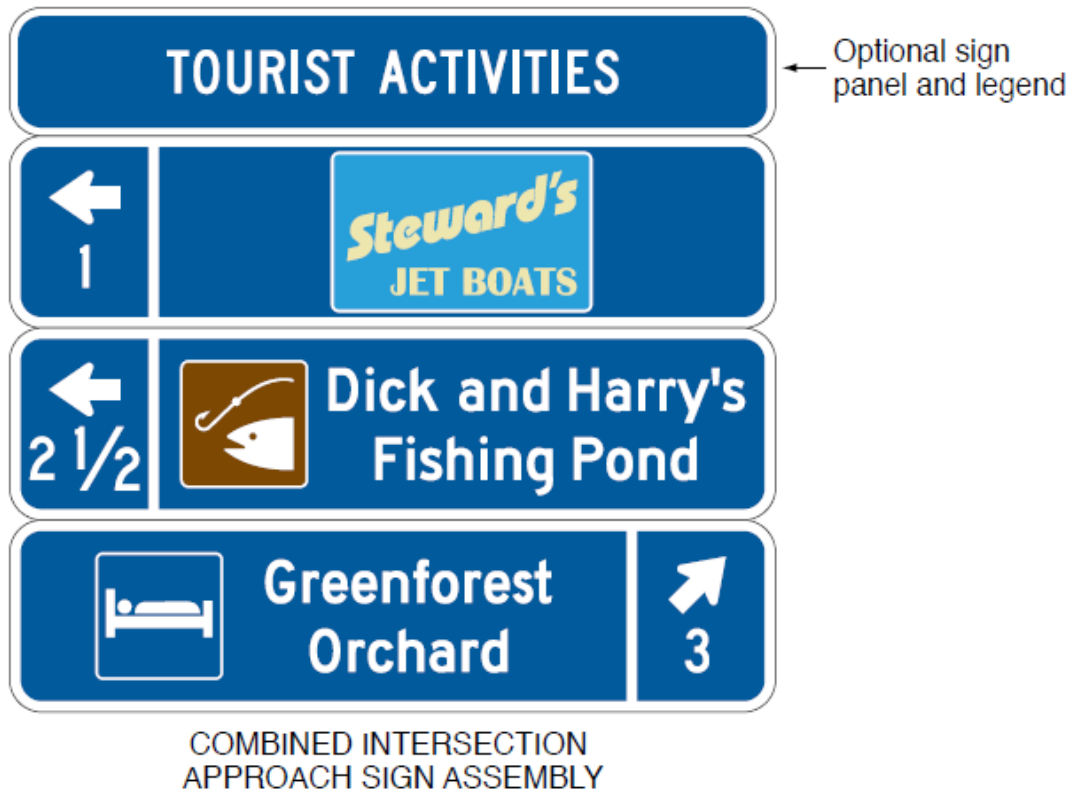 TOURIST ACTIVITIES
Optional sign
panel and legend
1
Steward's
JET BOATS
2 1/2
Dick and Harry's
Fishing Pond
Greenforest
Orchard
3
COMBINED INTERSECTION
APPROACH SIGN ASSEMBLY